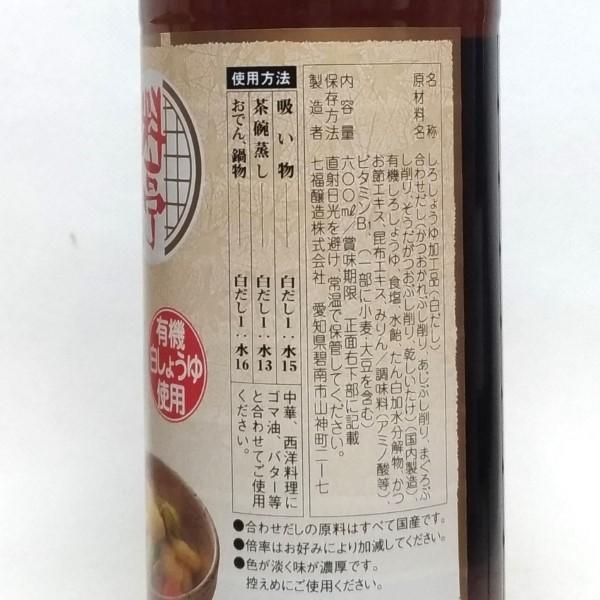 名称 しろしょうゆ加工品(白だし)
原材料名 合わせだし(かつおかれぶし削り、あじぶし削り、まぐろぶ
し削り、そうだがつおぶし削り、乾しいたけ)(国内製造)、
有機しろしょうゆ、食塩、水飴、たん白加水分解物、かつ
お節エキス、昆布エキス、みりん/調味料(アミノ酸等)、
ビタミンB₁、(一部に小麦・大豆を含む)
内容量 六〇〇㎖/賞味期限 正面右下部に記載
保存方法 直射日光を避け、常温で保管してください。
製造者 七福醸造株式会社 愛知県碧南市山神町二ー七
使用方法
吸い物 白だし1:水15
茶碗蒸し 白だし1:水13
おでん、鍋物 白だし1:水16
中華、西洋料理に
ゴマ油、バター等
と合わせてご使用
ください。
●合わせだしの原料はすべて国産です。
●倍率はお好みにより加減してください。
●色が淡く味が濃厚です。
控えめにご使用ください。
有機
白しょうゆ
使用